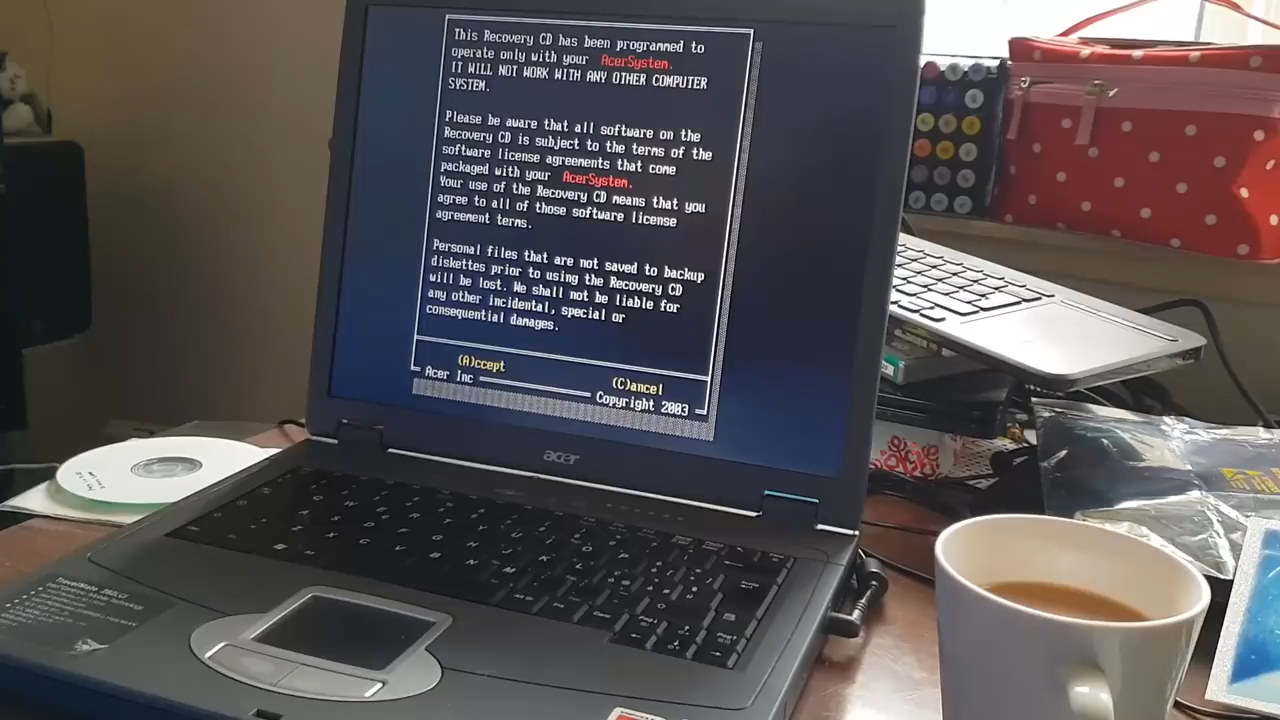 This Recovery CD has been programmed to
operate only with your AcerSystem.
IT WILL NOT WORK WITH ANY OTHER COMPUTER
SYSTEM.
Please be aware that all software on the
Recovery CD is subject to the terms of the
software license agreements that come
packaged with your AcerSystem.
Your use of the Recovery CD means that you
agree to all of those software license
agreement terms.
Personal files that are not saved to backup
diskettes prior to using the Recovery CD
will be lost. We shall not be liable for
any other incidental, special or
consequential damages.
(A)ccept (C)ancel
Acer Inc Copyright 2003
acer
TravelMate